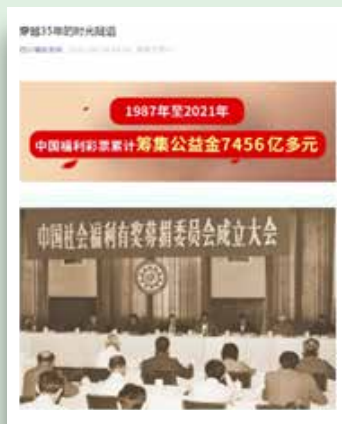 穿越35年的时光隧道
1987年至2021年
中国福利彩票累计筹集公益金7456亿多元
中国社会福利有奖募捐委员会成立大会